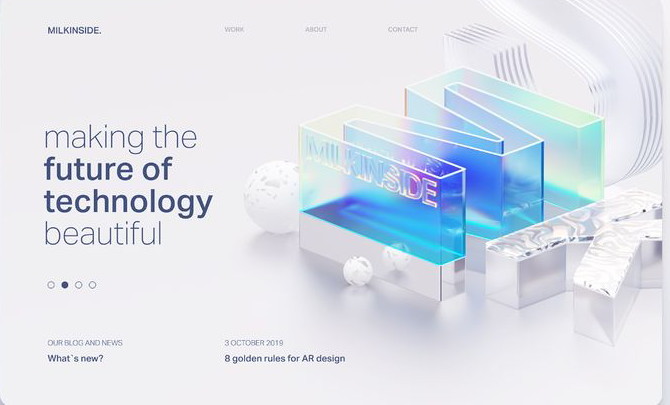 MILKINSIDE.
WORK
ABOUT
CONTACT
making the
future of
technology
beautiful
MILKINSIDE
OUR BLOG AND NEWS
What`s new?
3 OCTOBER 2019
8 golden rules for AR design